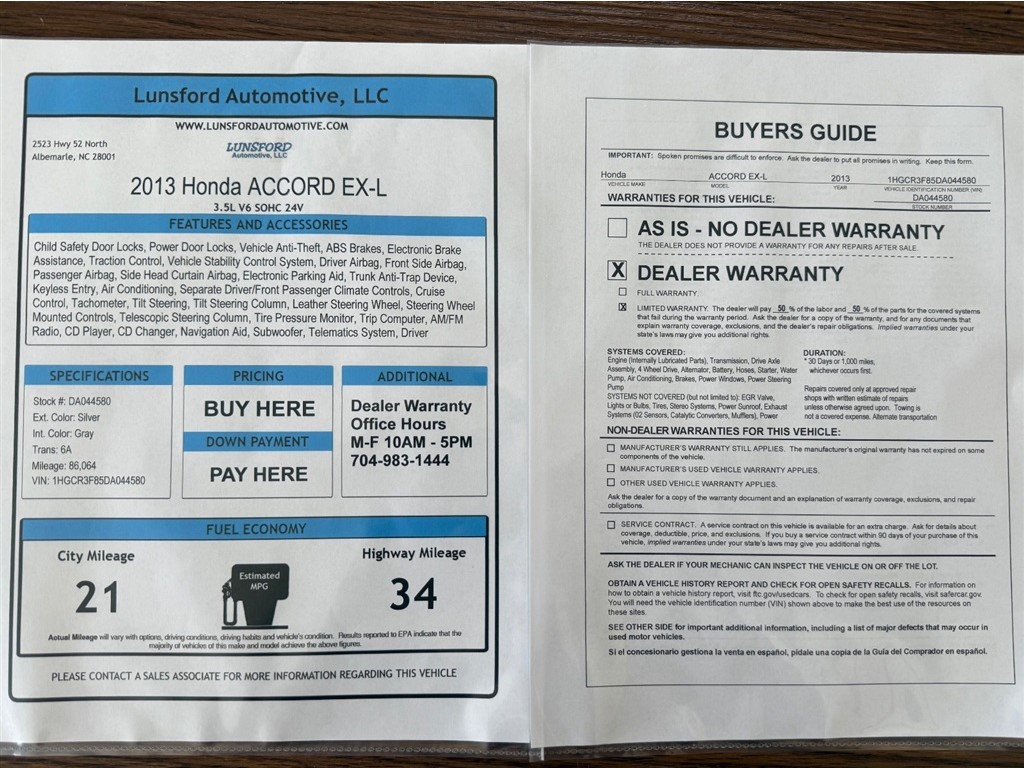 Lunsford Automotive, LLC
WWW.LUNSFORDAUTOMOTIVE.COM
2523 Hwy 52 North
Albemarle, NC 28001
LUNSFORD
Automotive, LLC
2013 Honda ACCORD EX-L
3.5L V6 SOHC 24V
FEATURES AND ACCESSORIES
Child Safety Door Locks, Power Door Locks, Vehicle Anti-Theft, ABS Brakes, Electronic Brake
Assistance, Traction Control, Vehicle Stability Control System, Driver Airbag, Front Side Airbag,
Passenger Airbag, Side Head Curtain Airbag, Electronic Parking Aid, Trunk Anti-Trap Device,
Keyless Entry, Air Conditioning, Separate Driver/Front Passenger Climate Controls, Cruise
Control, Tachometer, Tilt Steering, Tilt Steering Column, Leather Steering Wheel, Steering Wheel
Mounted Controls, Telescopic Steering Column, Tire Pressure Monitor, Trip Computer, AM/FM
Radio, CD Player, CD Changer, Navigation Aid, Subwoofer, Telematics System, Driver
SPECIFICATIONS
Stock #: DA044580
Ext. Color: Silver
Int. Color: Gray
Trans: 6A
Mileage: 86,064
VIN: 1HGCR3F85DA044580
PRICING
BUY HERE
DOWN PAYMENT
PAY HERE
ADDITIONAL
Dealer Warranty
Office Hours
M-F 10AM - 5PM
704-983-1444
FUEL ECONOMY
City Mileage
21
Estimated
MPG
Highway Mileage
34
Actual Mileage will vary with options, driving conditions, driving habits and vehicle's condition. Results reported to EPA indicate that the
majority of vehicles of this make and model achieve the above figures.
PLEASE CONTACT A SALES ASSOCIATE FOR MORE INFORMATION REGARDING THIS VEHICLE
BUYERS GUIDE
IMPORTANT: Spoken promises are difficult to enforce. Ask the dealer to put all promises in writing. Keep this form.
Honda ACCORD EX-L 2013 1HGCR3F85DA044580
VEHICLE MAKE MODEL YEAR VEHICLE IDENTIFICATION NUMBER (VIN)
WARRANTIES FOR THIS VEHICLE: DA044580
STOCK NUMBER
AS IS - NO DEALER WARRANTY
THE DEALER DOES NOT PROVIDE A WARRANTY FOR ANY REPAIRS AFTER SALE.
X DEALER WARRANTY
FULL WARRANTY.
X LIMITED WARRANTY. The dealer will pay 50 % of the labor and 50 % of the parts for the covered systems
that fail during the warranty period. Ask the dealer for a copy of the warranty, and for any documents that
explain warranty coverage, exclusions, and the dealer's repair obligations. Implied warranties under your
state's laws may give you additional rights.
SYSTEMS COVERED:
Engine (Internally Lubricated Parts), Transmission, Drive Axle
Assembly, 4 Wheel Drive, Alternator, Battery, Hoses, Starter, Water
Pump, Air Conditioning, Brakes, Power Windows, Power Steering
Pump
SYSTEMS NOT COVERED (but not limited to): EGR Valve,
Lights or Bulbs, Tires, Stereo Systems, Power Sunroof, Exhaust
Systems (02 Sensors, Catalytic Converters, Mufflers), Power
DURATION:
* 30 Days or 1,000 miles,
whichever occurs first.
Repairs covered only at approved repair
shops with written estimate of repairs
unless otherwise agreed upon. Towing is
not a covered expense. Alternate transportation
NON-DEALER WARRANTIES FOR THIS VEHICLE:
MANUFACTURER'S WARRANTY STILL APPLIES. The manufacturer's original warranty has not expired on some
components of the vehicle.
MANUFACTURER'S USED VEHICLE WARRANTY APPLIES.
OTHER USED VEHICLE WARRANTY APPLIES.
Ask the dealer for a copy of the warranty document and an explanation of warranty coverage, exclusions, and repair
obligations.
SERVICE CONTRACT. A service contract on this vehicle is available for an extra charge. Ask for details about
coverage, deductible, price, and exclusions. If you buy a service contract within 90 days of your purchase of this
vehicle, implied warranties under your state's laws may give you additional rights.
ASK THE DEALER IF YOUR MECHANIC CAN INSPECT THE VEHICLE ON OR OFF THE LOT.
OBTAIN A VEHICLE HISTORY REPORT AND CHECK FOR OPEN SAFETY RECALLS. For information on
how to obtain a vehicle history report, visit ftc.gov/usedcars. To check for open safety recalls, visit safercar.gov.
You will need the vehicle identification number (VIN) shown above to make the best use of the resources on
these sites.
SEE OTHER SIDE for important additional information, including a list of major defects that may occur in
used motor vehicles.
Si el concesionario gestiona la venta en español, pídale una copia de la Guía del Comprador en español.